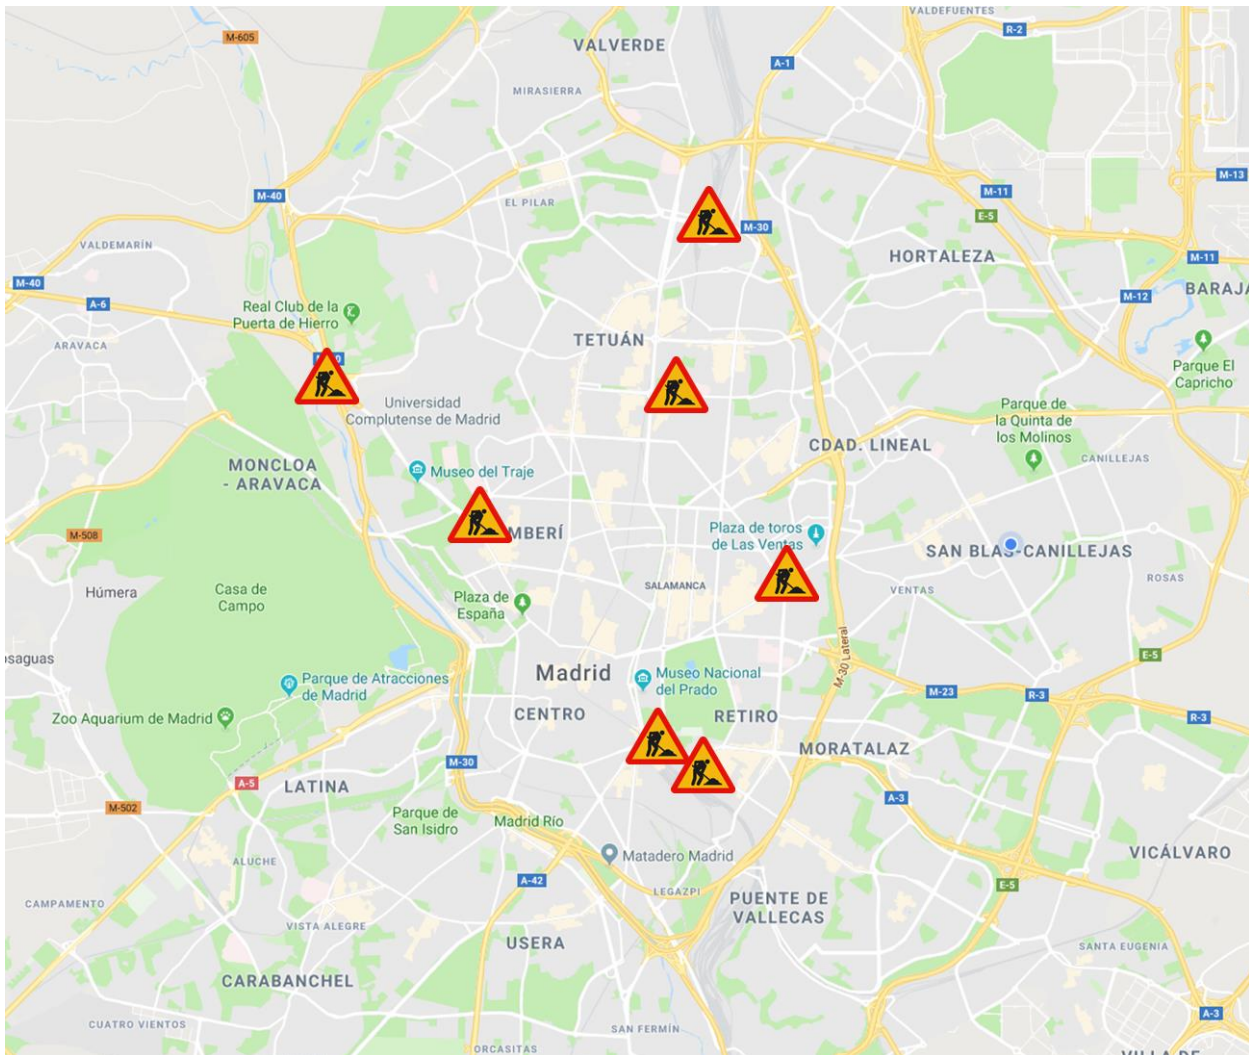 VALDEFUENTES
M-605
R-2
VALVERDE
A-1
MIRASIERRA
M-13
M-40
M-11
EL PILAR
E-5
M-30
VALDEMARÍN
HORTALEZA
M-11
M-40
M-12
BARAJA
A-6
Real Club de la
Puerta de Hierro
TETUÁN
ARAVACA
Parque El
Capricho
Universidad
Complutense de Madrid
Parque de
la Quinta de
los Molinos
CDAD. LINEAL
CANILLEJAS
MONCLOA
- ARAVACA
Museo del Traje
M-508
MBERÍ
Plaza de toros
de Las Ventas
SAN BLAS-CANILLEJAS
ROSAS
Húmera
Casa de
Campo
SALAMANCA
VENTAS
Plaza de
España
osaguas
E-5
M-30 Lateral
Madrid
Museo Nacional
del Prado
Parque de Atracciones
de Madrid
M-23
R-3
Zoo Aquarium de Madrid
CENTRO
RETIRO
R-3
MORATALAZ
M-30
A-5
LATINA
A-3
M-502
Parque de
San Isidro
Madrid Río
Matadero Madrid
VICÁLVARO
ALUCHE
A-42
LEGAZPI
E-5
PUENTE DE
VALLECAS
CAMPAMENTO
VISTA ALEGRE
USERA
SANTA EUGENIA
CARABANCHEL
A-3
CUATRO VIENTOS
SAN FERMÍN
ORCASITAS
VILLA DE